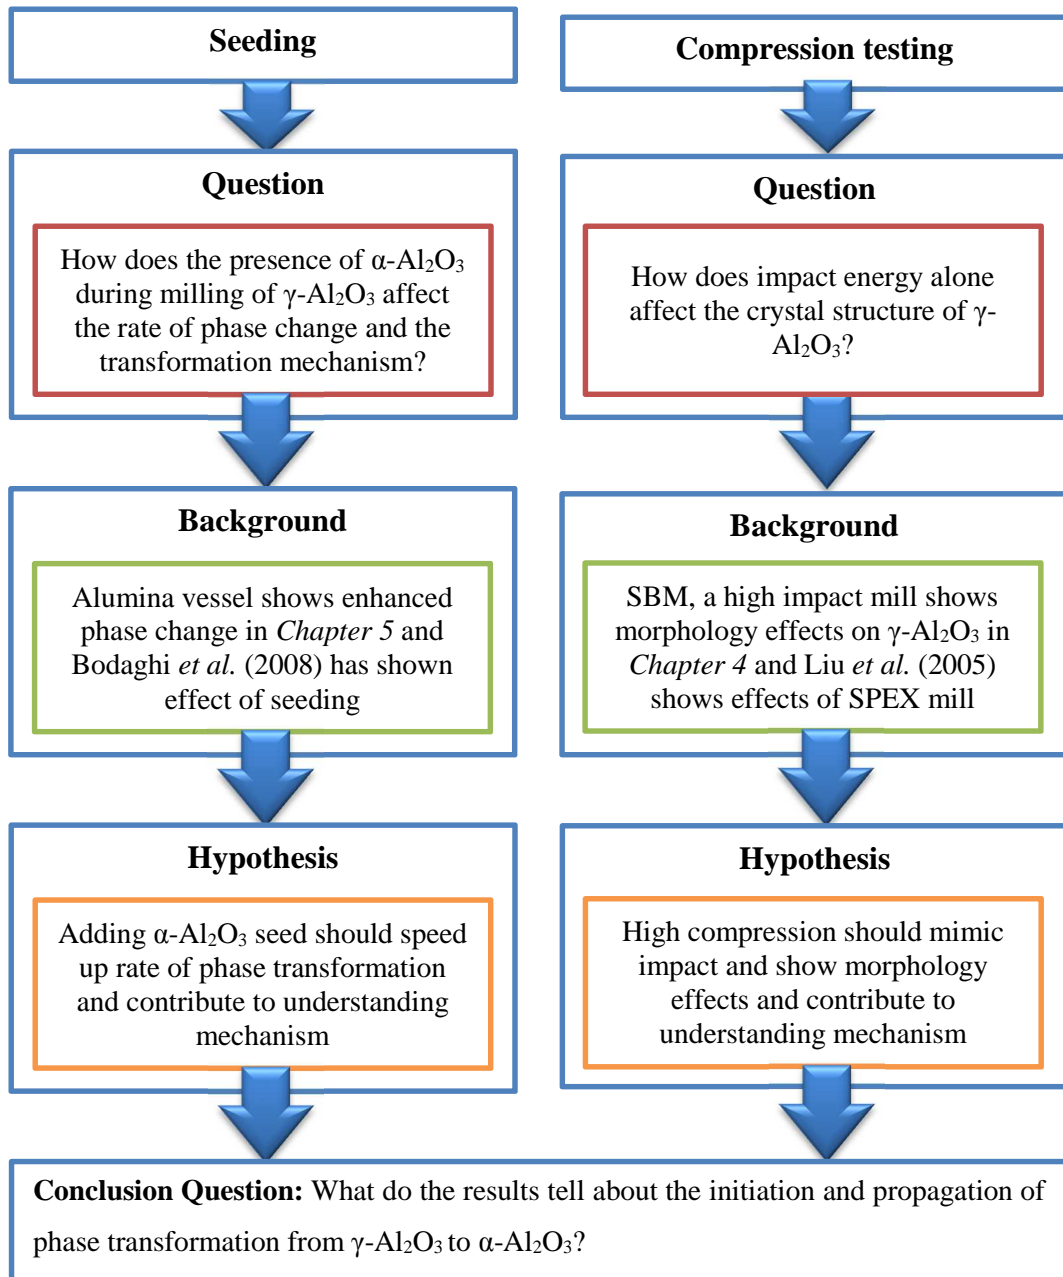 Seeding
Question
How does the presence of α-Al₂O₃
during milling of γ-Al₂O₃ affect
the rate of phase change and the
transformation mechanism?
Background
Alumina vessel shows enhanced
phase change in Chapter 5 and
Bodaghi et al. (2008) has shown
effect of seeding
Hypothesis
Adding α-Al₂O₃ seed should speed
up rate of phase transformation
and contribute to understanding
mechanism
Compression testing
Question
How does impact energy alone
affect the crystal structure of γ-
Al₂O₃?
Background
SBM, a high impact mill shows
morphology effects on γ-Al₂O₃ in
Chapter 4 and Liu et al. (2005)
shows effects of SPEX mill
Hypothesis
High compression should mimic
impact and show morphology
effects and contribute to
understanding mechanism
Conclusion Question: What do the results tell about the initiation and propagation of
phase transformation from γ-Al₂O₃ to α-Al₂O₃?